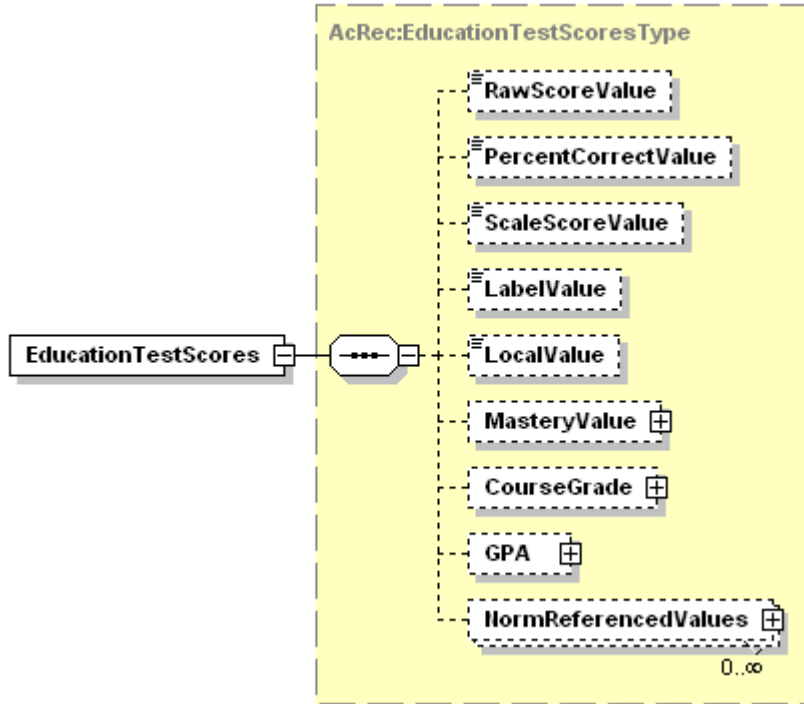 AcRec:EducationTestScoresType
RawScoreValue
PercentCorrectValue
ScaleScoreValue
LabelValue
EducationTestScores
LocalValue
MasteryValue
CourseGrade
GPA
NormReferencedValues
0..∞